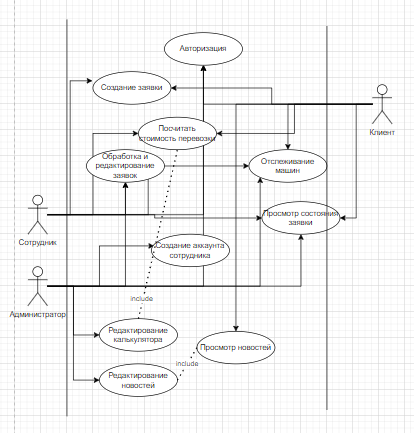 Авторизация
Создание заявки
Клиент
Посчитать
стоимость перевозки
Обработка и
редактирование
заявок
Отслеживание
машин
Просмотр состояния
заявки
Сотрудник
Создание аккаунта
сотрудника
Администратор
include
Редактирование
калькулятора
Просмотр новостей
include
Редактирование
новостей